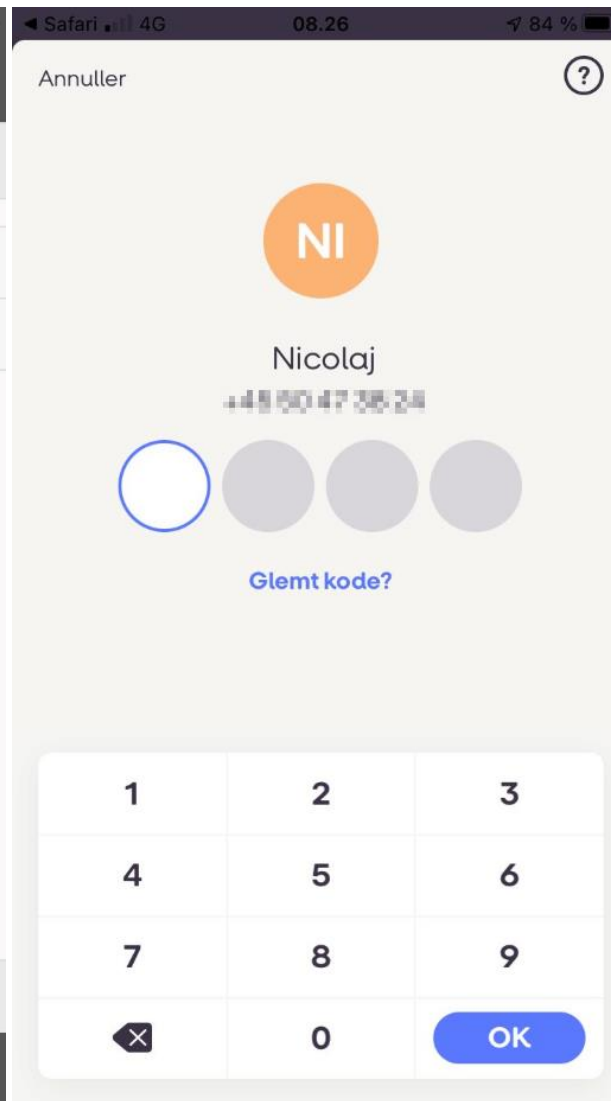 Safari 4G 08.26 84 %
Annuller ?
NI
Nicolaj
Glemt kode?
1 2 3
4 5 6
7 8 9
0 OK